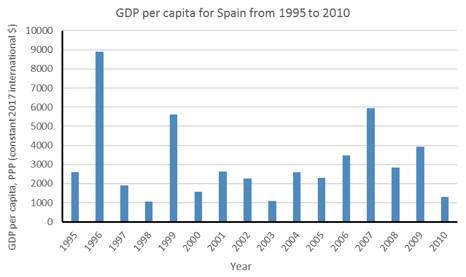 GDP per capita for Spain from 1995 to 2010
GDP per capita, PPP (constant 2017 international $)
10000
9000
8000
7000
6000
5000
4000
3000
2000
1000
0
1995 1996 1997 1998 1999 2000 2001 2002 2003 2004 2005 2006 2007 2008 2009 2010
Year